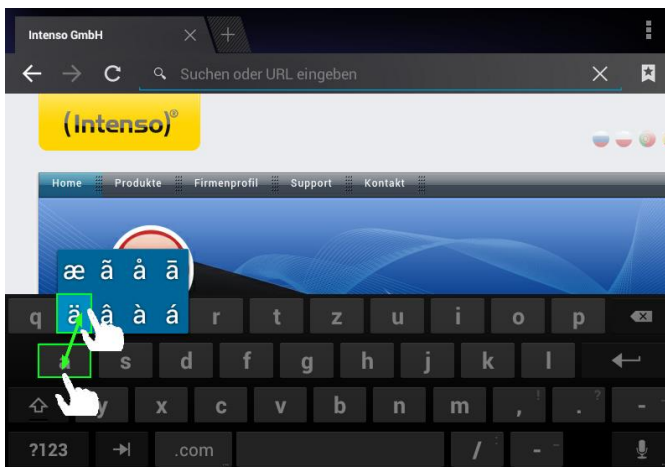 Intenso GmbH
Suchen oder URL eingeben
(Intenso)®
Home Produkte Firmenprofil Support Kontakt
æ ã å ā
ä â à á
q r t z u i o p
a s d f g h j k l
y x c v b n m , ! . ? -
?123 .com / : - _